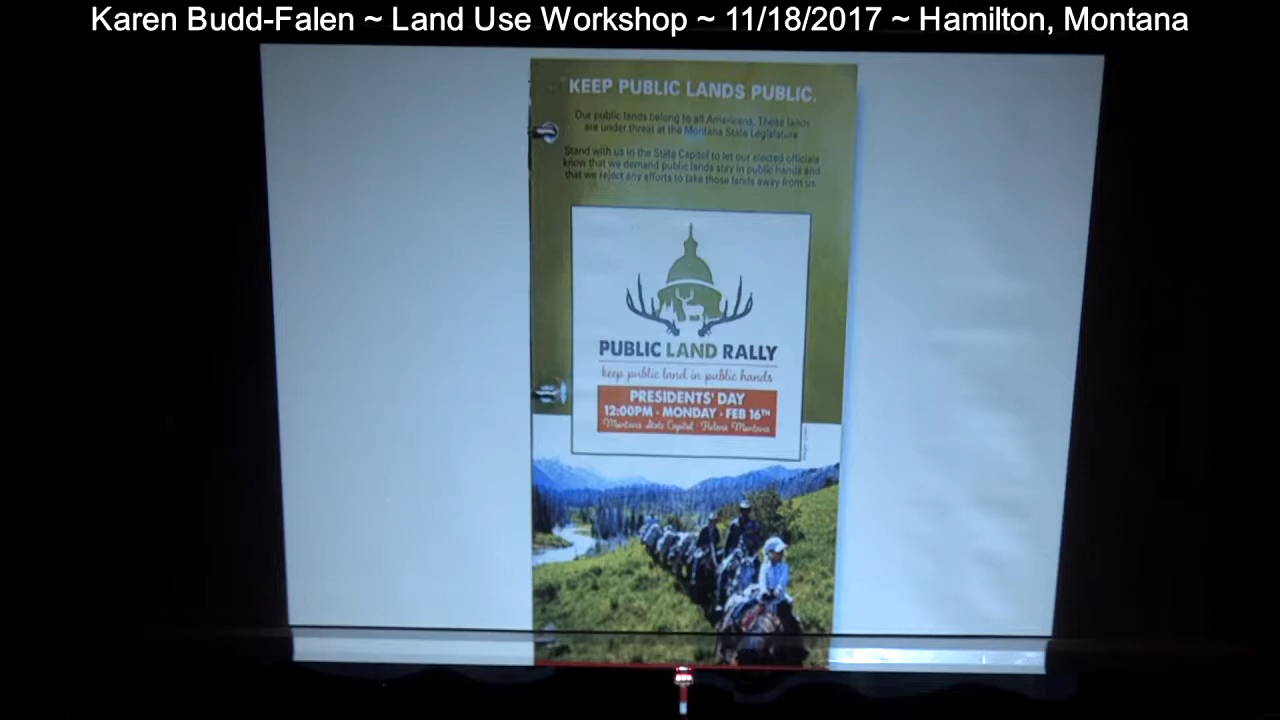 Karen Budd-Falen ~ Land Use Workshop ~ 11/18/2017 ~ Hamilton, Montana
KEEP PUBLIC LANDS PUBLIC.
Our public lands belong to all Americans. Those lands
are under threat at the Montana State Legislature.
Stand with us in the State Capitol to let our elected officials
know that we demand public lands stay in public hands and
that we reject any efforts to take those lands away from us.
PUBLIC LAND RALLY
keep public land in public hands
PRESIDENTS' DAY
12:00PM · MONDAY · FEB 16TH
Montana State Capitol · Helena Montana